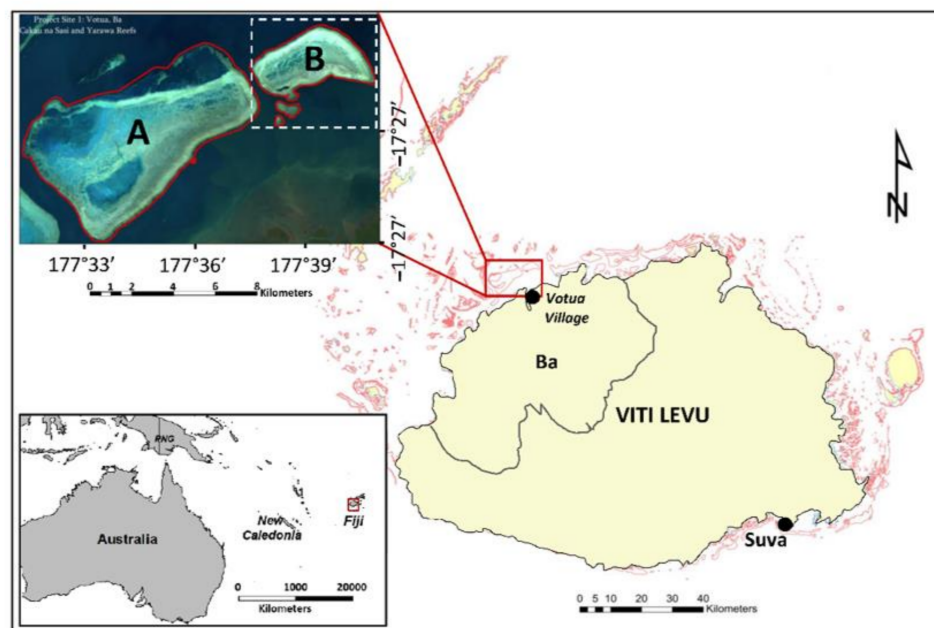 Project Site 1: Votua, Ba
Cakau na Sasi and Yarawa Reefs
A
B
–17°27′
–17°27′
177°33′
177°36′
177°39′
0 1 2 4 6 8
Kilometers
N
Votua
Village
Ba
VITI LEVU
Suva
PNG
Australia
New
Caledonia
Fiji
0 1000 20000
Kilometers
0 5 10 20 30 40
Kilometers